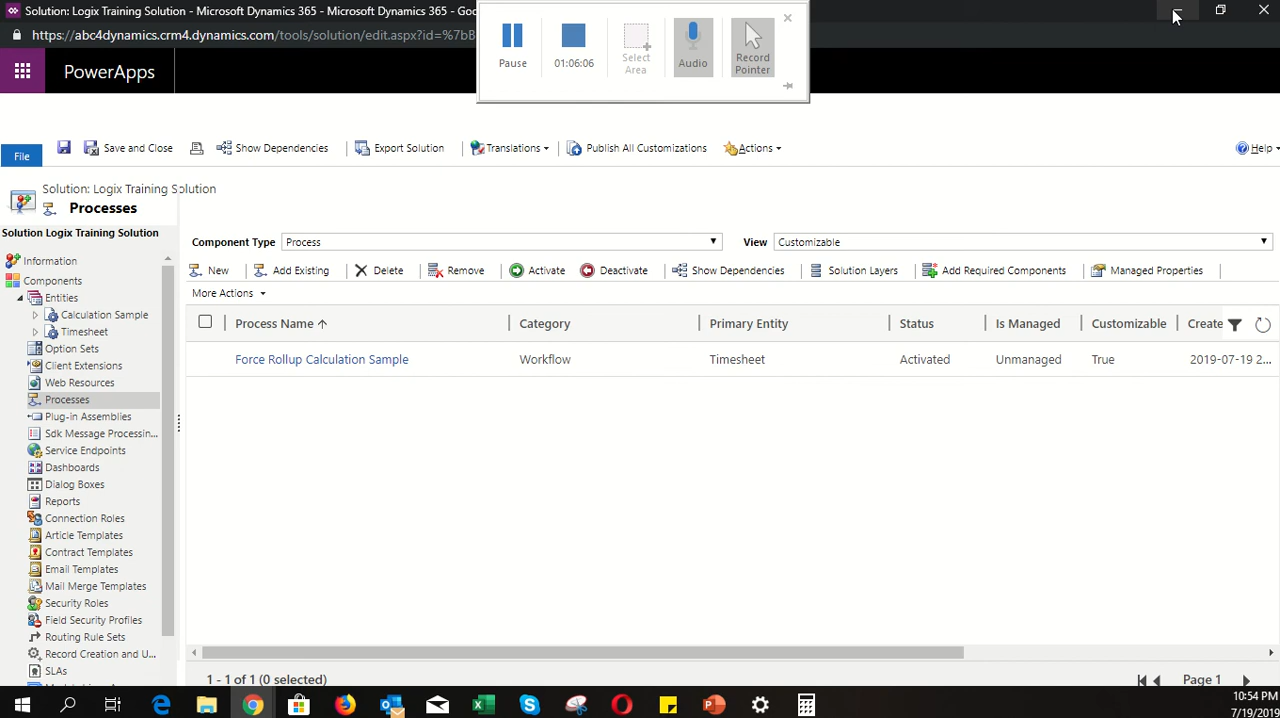 Solution: Logix Training Solution - Microsoft Dynamics 365 - Microsoft Dynamics 365 - Goo
https://abc4dynamics.crm4.dynamics.com/tools/solution/edit.aspx?id=%7bB
Pause
01:06:06
Select Area
Audio
Record Pointer
PowerApps
File
Save and Close
Show Dependencies
Export Solution
Translations
Publish All Customizations
Actions
Help
Solution: Logix Training Solution
Processes
Solution Logix Training Solution
Information
Components
Entities
Calculation Sample
Timesheet
Option Sets
Client Extensions
Web Resources
Processes
Plug-in Assemblies
Sdk Message Processin...
Service Endpoints
Dashboards
Dialog Boxes
Reports
Connection Roles
Article Templates
Contract Templates
Email Templates
Mail Merge Templates
Security Roles
Field Security Profiles
Routing Rule Sets
Record Creation and U...
SLAs
Component Type Process
View Customizable
New Add Existing Delete Remove Activate Deactivate Show Dependencies Solution Layers Add Required Components Managed Properties
More Actions
Process Name Category Primary Entity Status Is Managed Customizable Create
Force Rollup Calculation Sample Workflow Timesheet Activated Unmanaged True 2019-07-19 2...
1 - 1 of 1 (0 selected)
Page 1
10:54 PM
7/19/2019